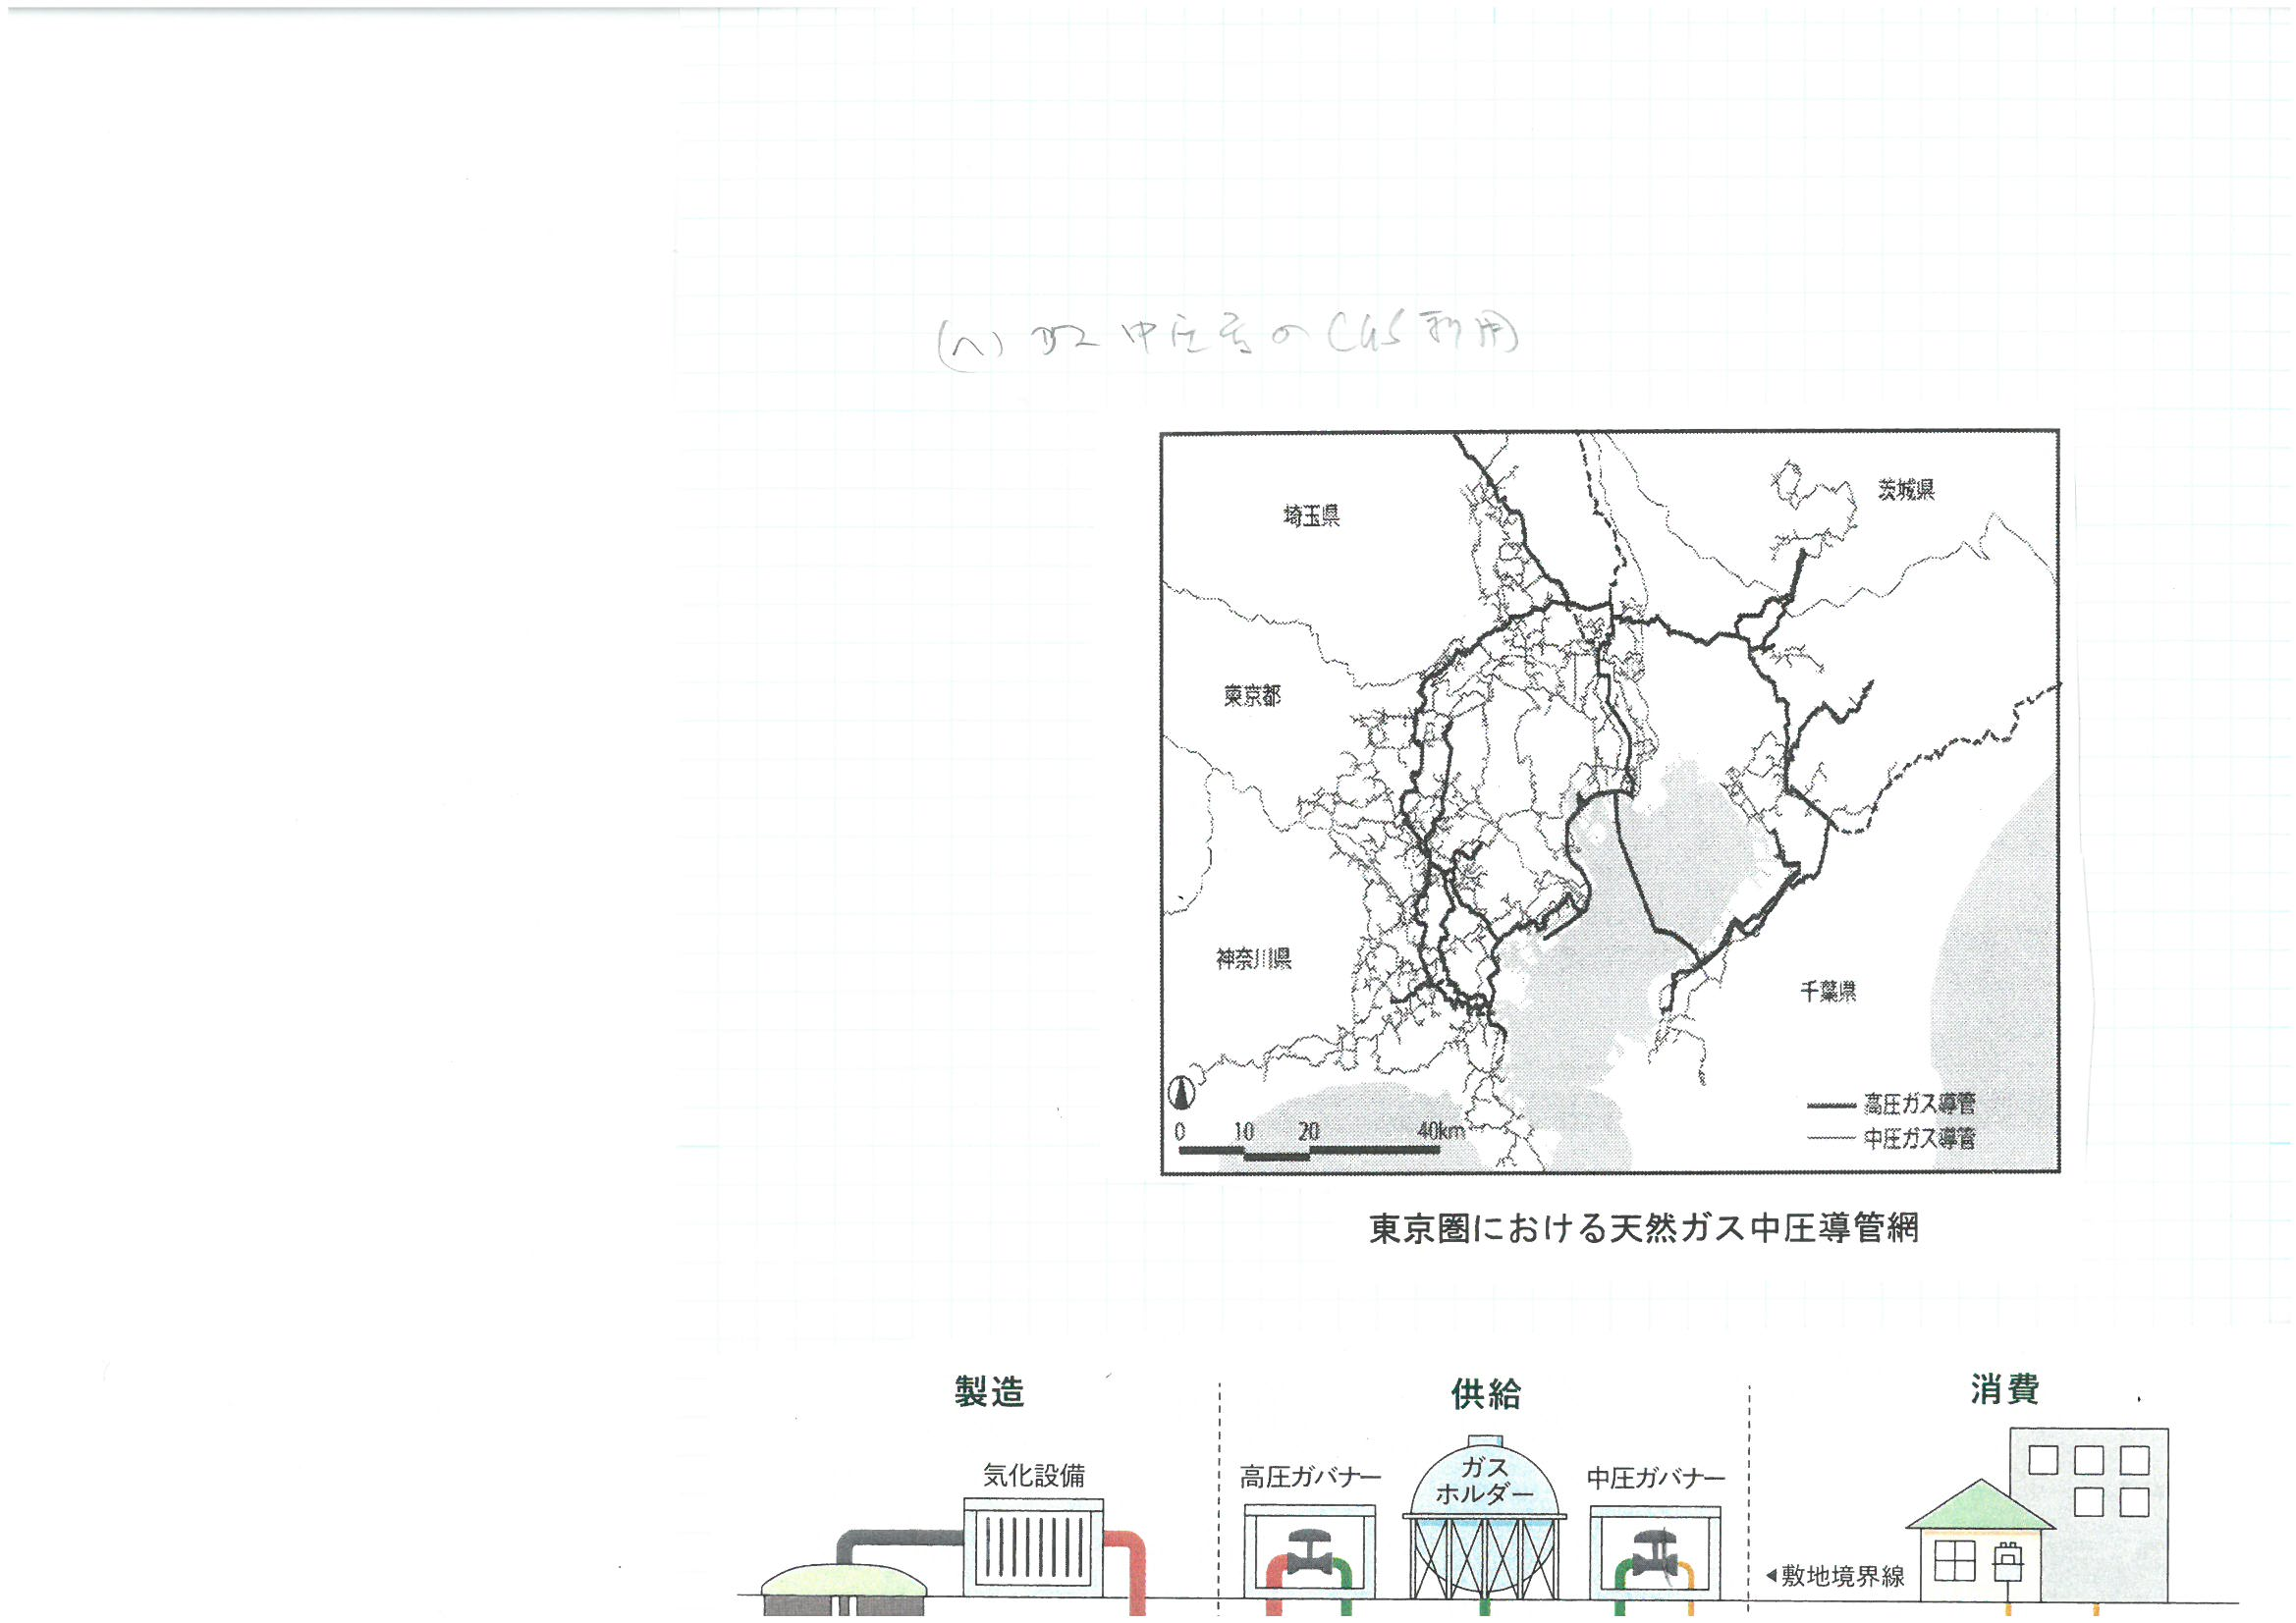 (ヘ) ガス中圧管のCGS利用
埼玉県
茨城県
東京都
神奈川県
千葉県
高圧ガス導管
中圧ガス導管
0 10 20 40km
東京圏における天然ガス中圧導管網
製造
供給
消費
気化設備
高圧ガバナー
ガス
ホルダー
中圧ガバナー
敷地境界線